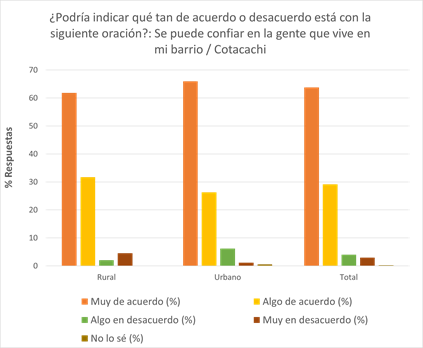 ¿Podría indicar qué tan de acuerdo o desacuerdo está con la
siguiente oración?: Se puede confiar en la gente que vive en
mi barrio / Cotacachi
% Respuestas
70
60
50
40
30
20
10
0
Rural Urbano Total
Muy de acuerdo (%) Algo de acuerdo (%)
Algo en desacuerdo (%) Muy en desacuerdo (%)
No lo sé (%)